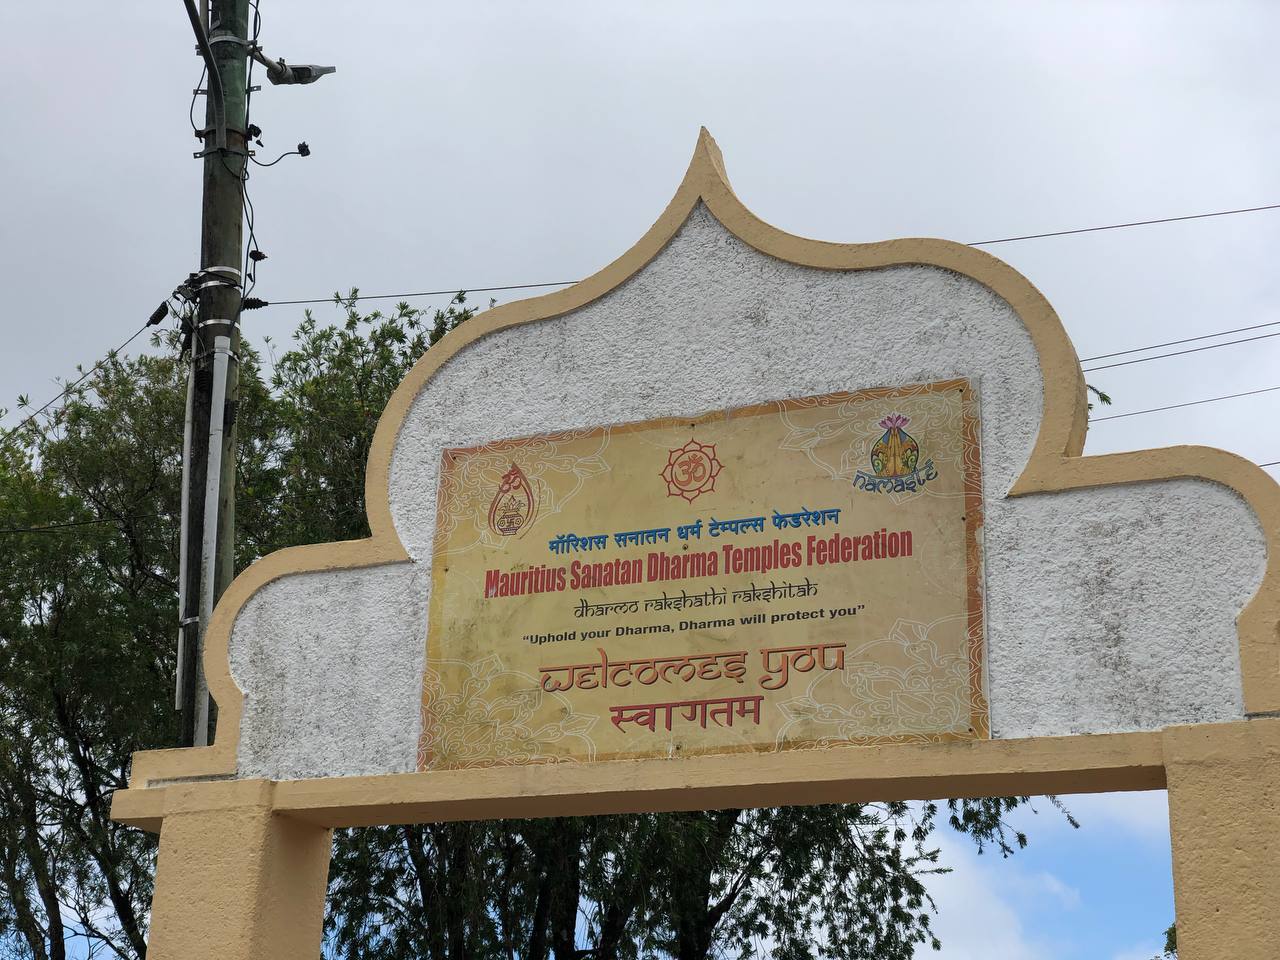 ॐ
ॐ
namasté
मॉरिशस सनातन धर्म टेम्पल्स फेडरेशन
Mauritius Sanatan Dharma Temples Federation
dharmo rakshathi rakshitah
“Uphold your Dharma, Dharma will protect you”
welcomes you
स्वागतम